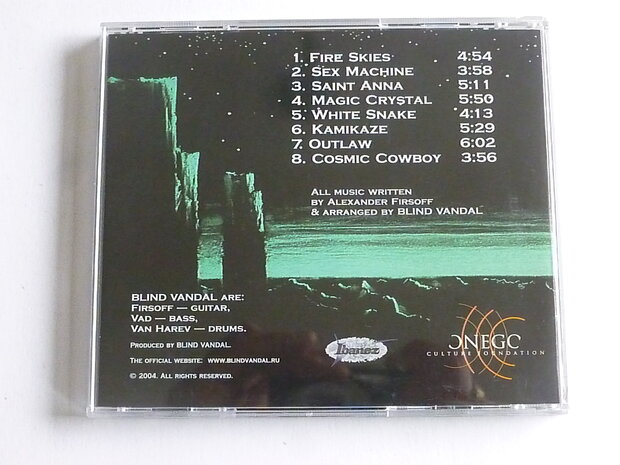 1. Fire Skies 4:54
2. Sex Machine 3:58
3 Saint Anna 5:11
4. Magic Crystal 5:50
5. White Snake 4:13
6. Kamikaze 5:29
7. Outlaw 6:02
8. Cosmic Cowboy 3:56
All music written
by Alexander Firsoff
& arranged by BLIND VANDAL
BLIND VANDAL are:
Firsoff — guitar,
Vad — bass,
Van Harev — drums.
Produced by BLIND VANDAL.
The official website: www.blindvandal.ru
© 2004. All rights reserved.
Ibanez
ONEGO
CULTURE FOUNDATION